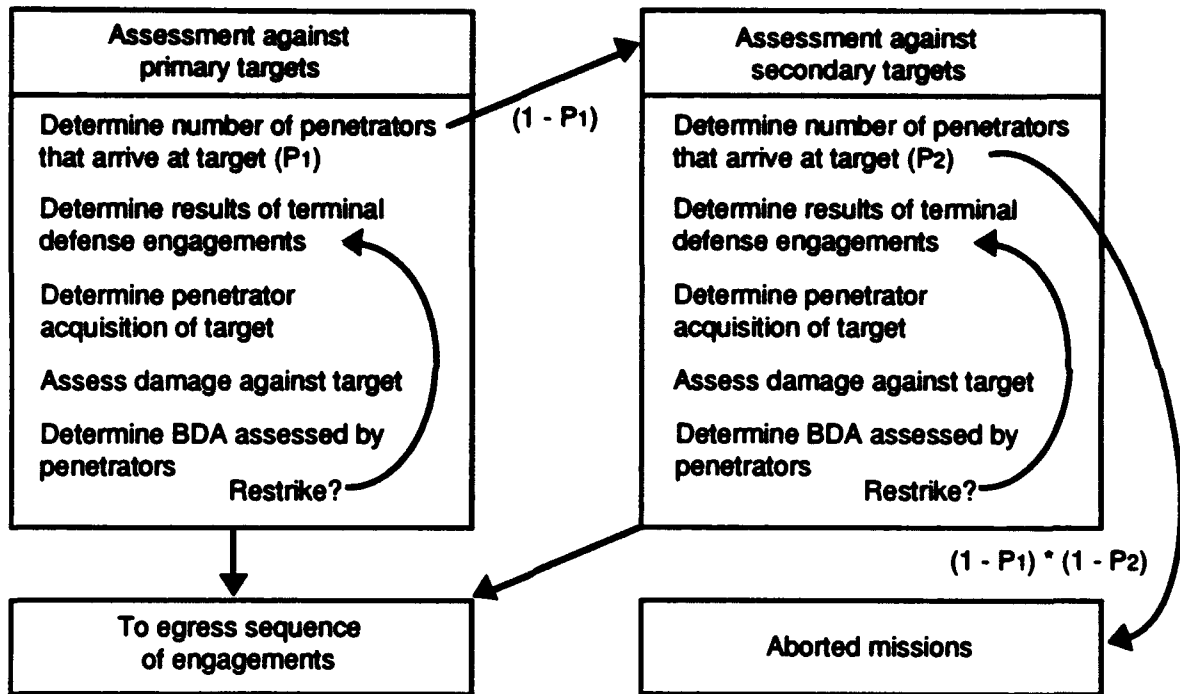 Assessment against
primary targets
Determine number of penetrators
that arrive at target (P1)
Determine results of terminal
defense engagements
Determine penetrator
acquisition of target
Assess damage against target
Determine BDA assessed by
penetrators
Restrike?
(1 - P1)
Assessment against
secondary targets
Determine number of penetrators
that arrive at target (P2)
Determine results of terminal
defense engagements
Determine penetrator
acquisition of target
Assess damage against target
Determine BDA assessed by
penetrators
Restrike?
(1 - P1) * (1 - P2)
To egress sequence
of engagements
Aborted missions